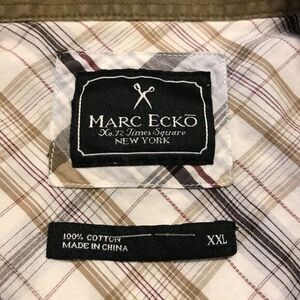 MARC ECKŌ
No. 72 Times Square
NEW YORK
100% COTTON
MADE IN CHINA
XXL